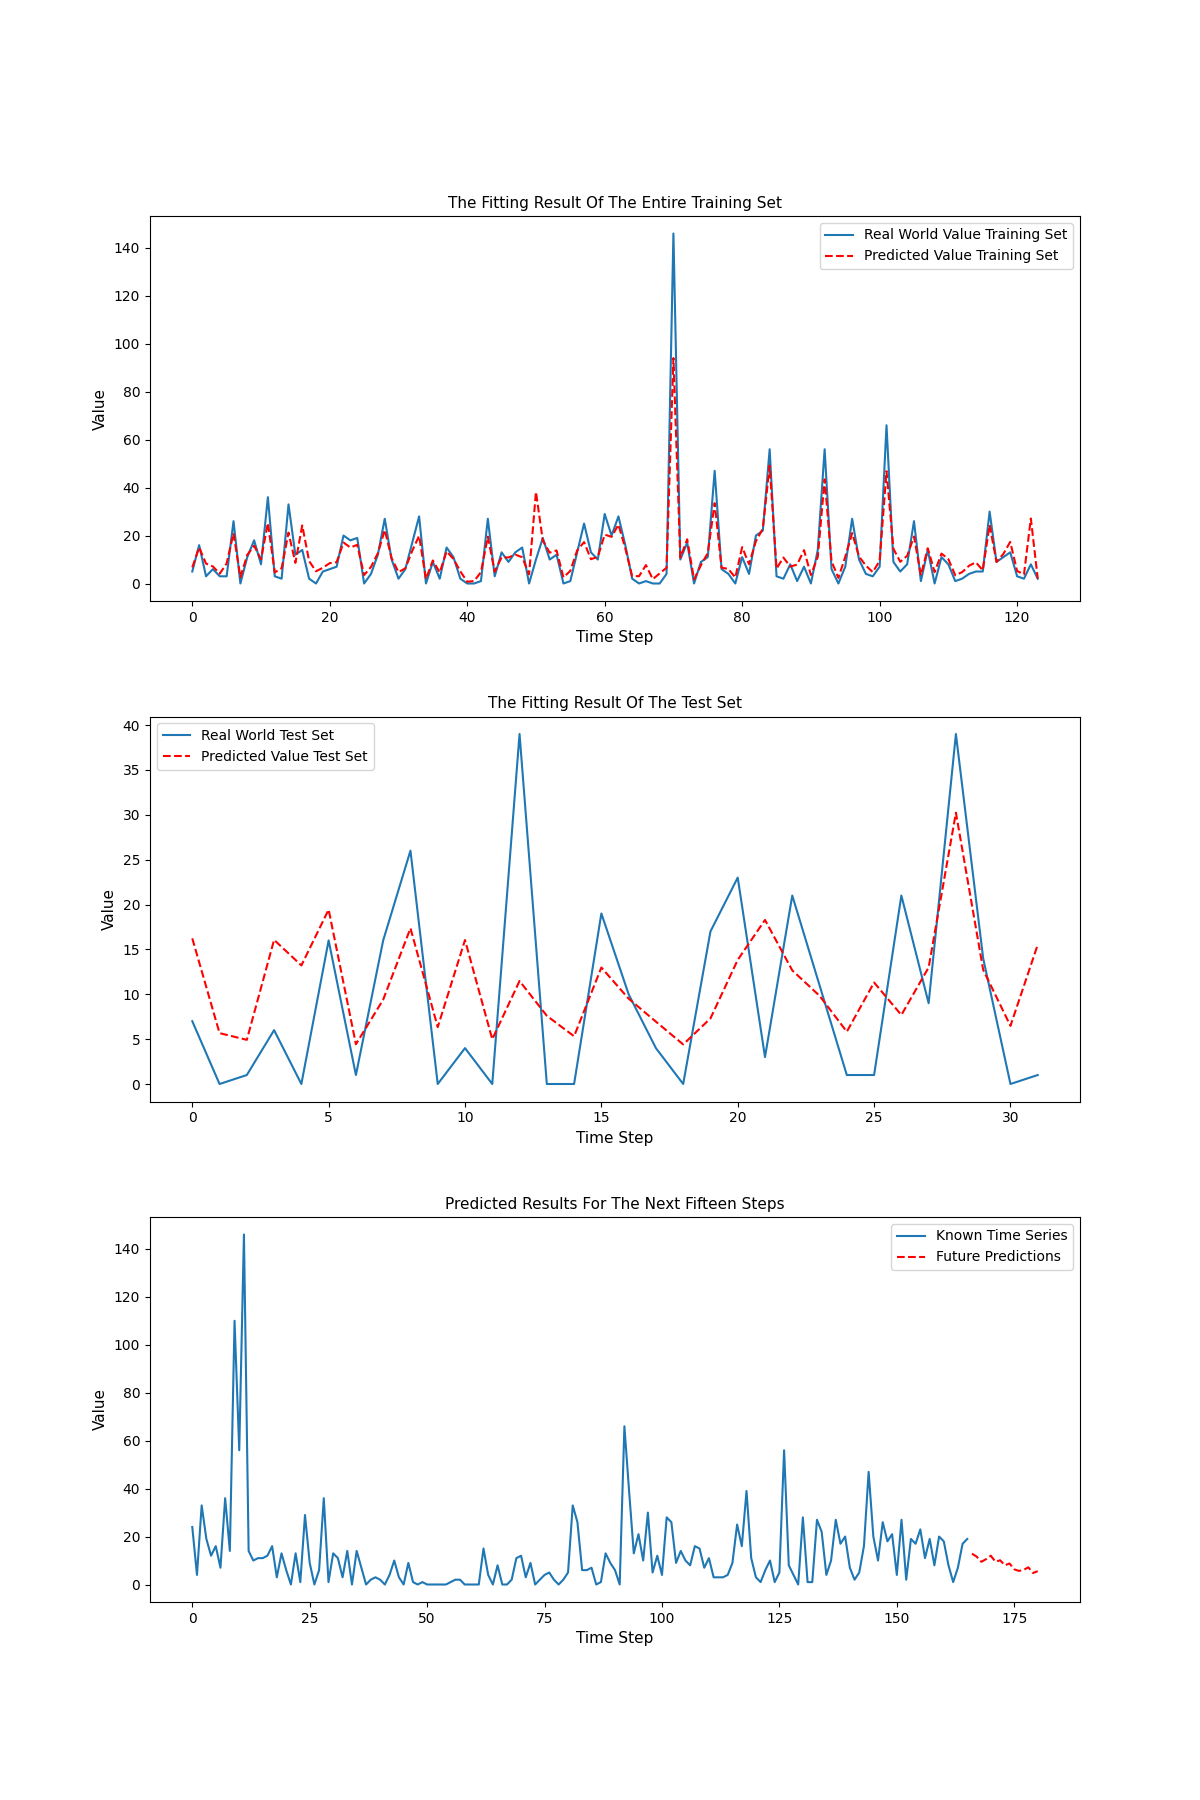 The Fitting Result Of The Entire Training Set
Real World Value Training Set
Predicted Value Training Set
Value
140
120
100
80
60
40
20
0
0 20 40 60 80 100 120
Time Step
The Fitting Result Of The Test Set
Real World Test Set
Predicted Value Test Set
Value
40
35
30
25
20
15
10
5
0
0 5 10 15 20 25 30
Time Step
Predicted Results For The Next Fifteen Steps
Known Time Series
Future Predictions
Value
140
120
100
80
60
40
20
0
0 25 50 75 100 125 150 175
Time Step